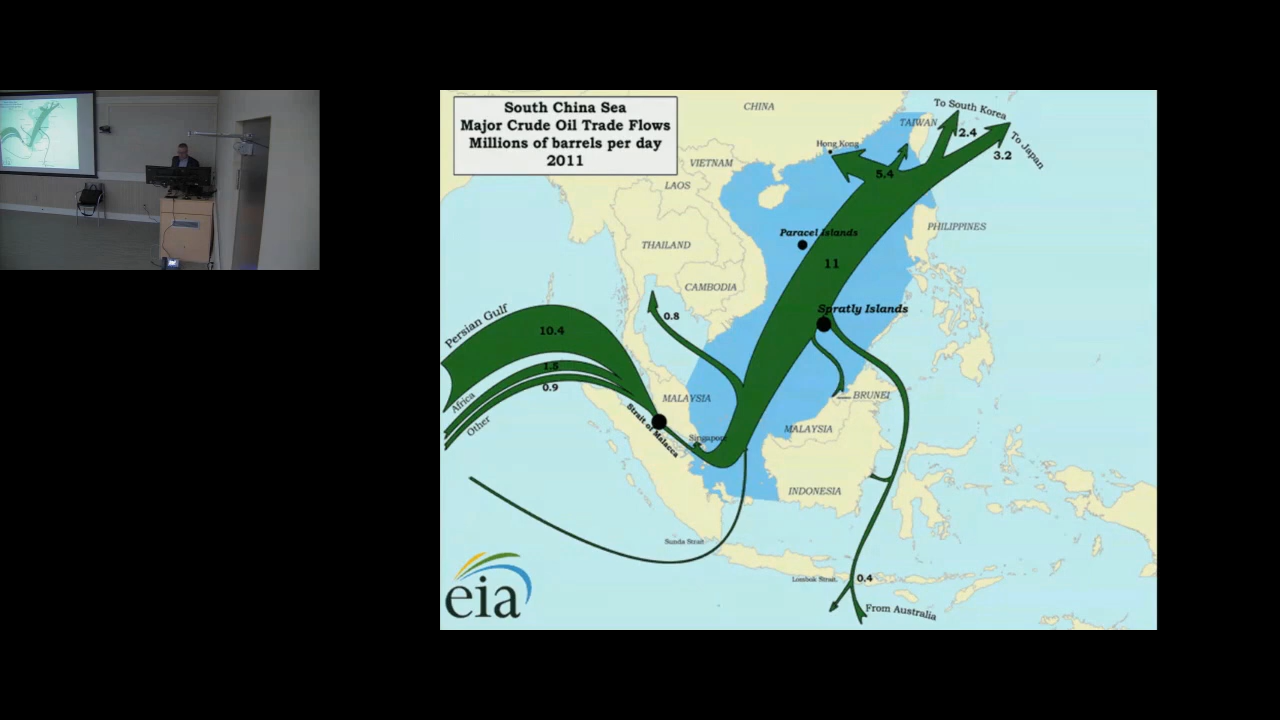 South China Sea
Major Crude Oil Trade Flows
Millions of barrels per day
2011
CHINA
To South Korea
TAIWAN
2.4
To Japan
3.2
Hong Kong
VIETNAM
5.4
LAOS
PHILIPPINES
Paracel Islands
THAILAND
11
CAMBODIA
Spratly Islands
0.8
Persian Gulf
10.4
1.5
0.9
Africa
Other
MALAYSIA
BRUNEI
Strait of Malacca
Singapore
MALAYSIA
INDONESIA
Sunda Strait
Lombok Strait
0.4
From Australia
eia